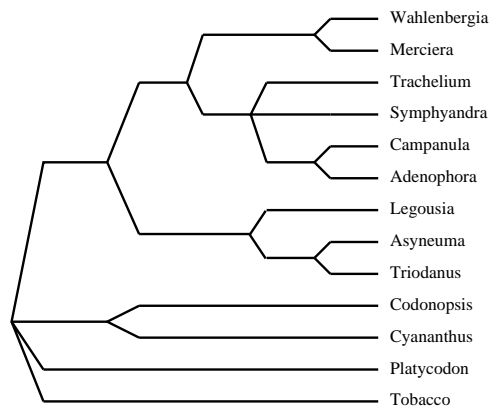 Wahlenbergia
Merciera
Trachelium
Symphyandra
Campanula
Adenophora
Legousia
Asyneuma
Triodanus
Codonopsis
Cyananthus
Platycodon
Tobacco